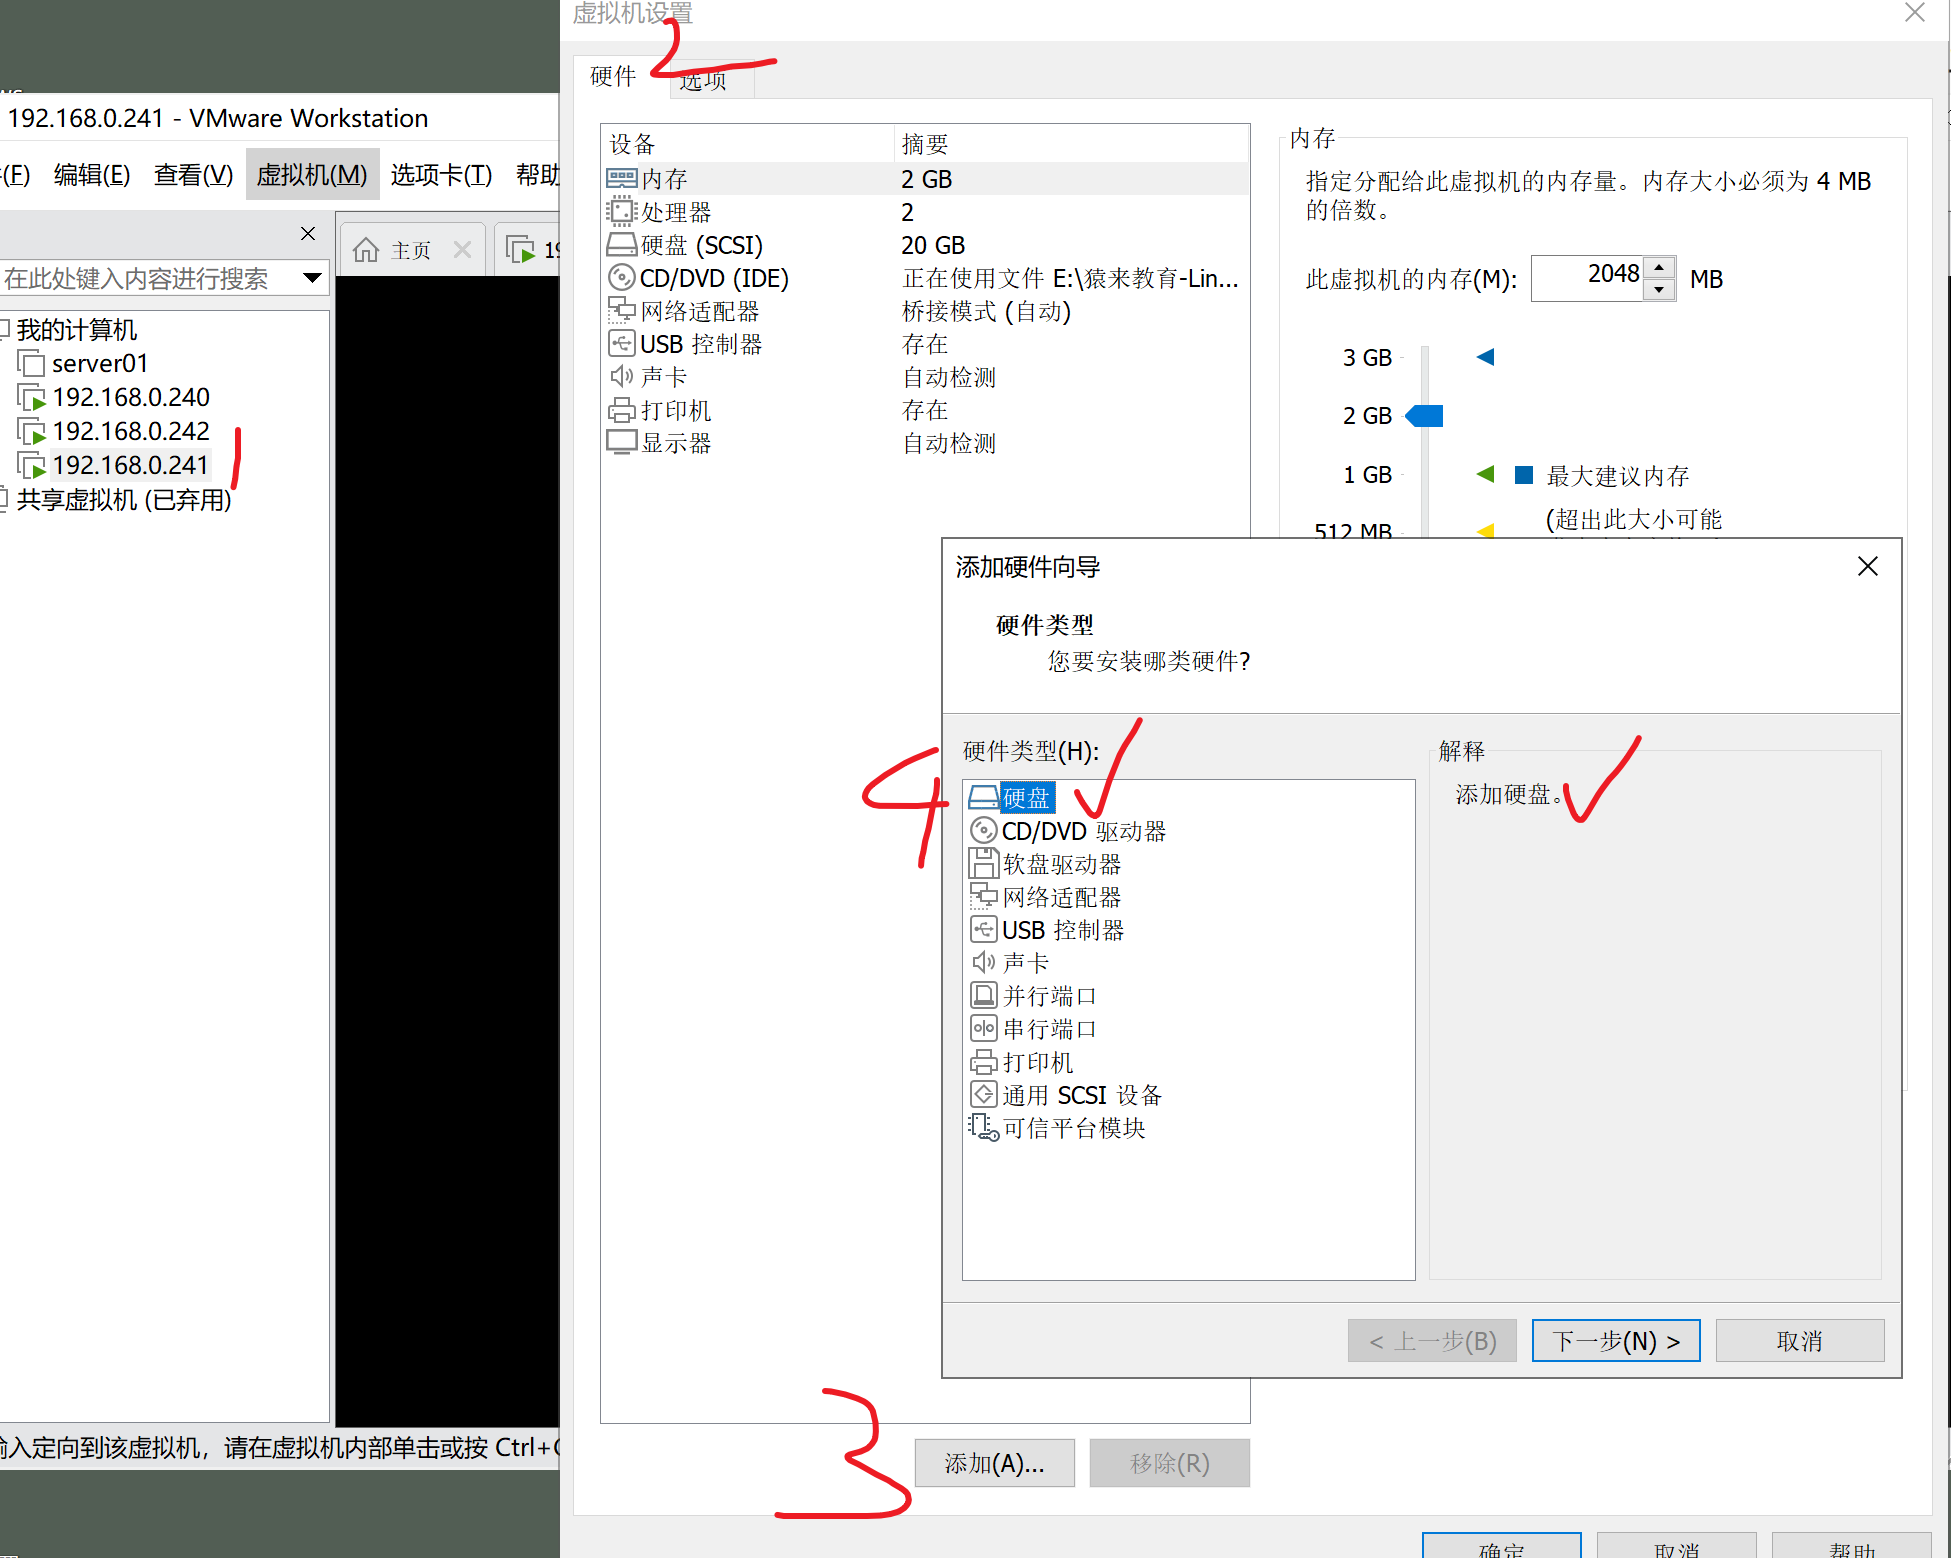 虚拟机设置
硬件
选项
192.168.0.241 - VMware Workstation
(F) 编辑(E) 查看(V) 虚拟机(M) 选项卡(T) 帮助
主页
在此处键入内容进行搜索
我的计算机
server01
192.168.0.240
192.168.0.242
192.168.0.241
共享虚拟机 (已弃用)
输入定向到该虚拟机，请在虚拟机内部单击或按 Ctrl+
设备 摘要
内存 2 GB
处理器 2
硬盘 (SCSI) 20 GB
CD/DVD (IDE) 正在使用文件 E:\猿来教育-Lin...
网络适配器 桥接模式 (自动)
USB 控制器 存在
声卡 自动检测
打印机 存在
显示器 自动检测
内存
指定分配给此虚拟机的内存量。内存大小必须为 4 MB
的倍数。
此虚拟机的内存(M): 2048 MB
3 GB
2 GB
1 GB
最大建议内存
(超出此大小可能
512 MB
添加硬件向导
硬件类型
您要安装哪类硬件?
硬件类型(H):
硬盘
CD/DVD 驱动器
软盘驱动器
网络适配器
USB 控制器
声卡
并行端口
串行端口
打印机
通用 SCSI 设备
可信平台模块
解释
添加硬盘。
< 上一步(B) 下一步(N) > 取消
添加(A)... 移除(R)
确定 取消 帮助
1
2
3
4